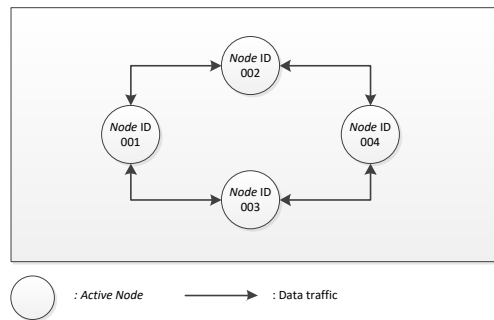 Node ID
002
Node ID
001
Node ID
004
Node ID
003
: Active Node
: Data traffic